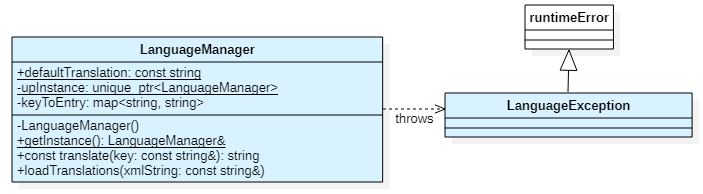 runtimeError
LanguageManager
+defaultTranslation: const string
-upInstance: unique_ptr<LanguageManager>
-keyToEntry: map<string, string>
-LanguageManager()
+getInstance(): LanguageManager&
+const translate(key: const string&): string
+loadTranslations(xmlString: const string&)
throws
LanguageException